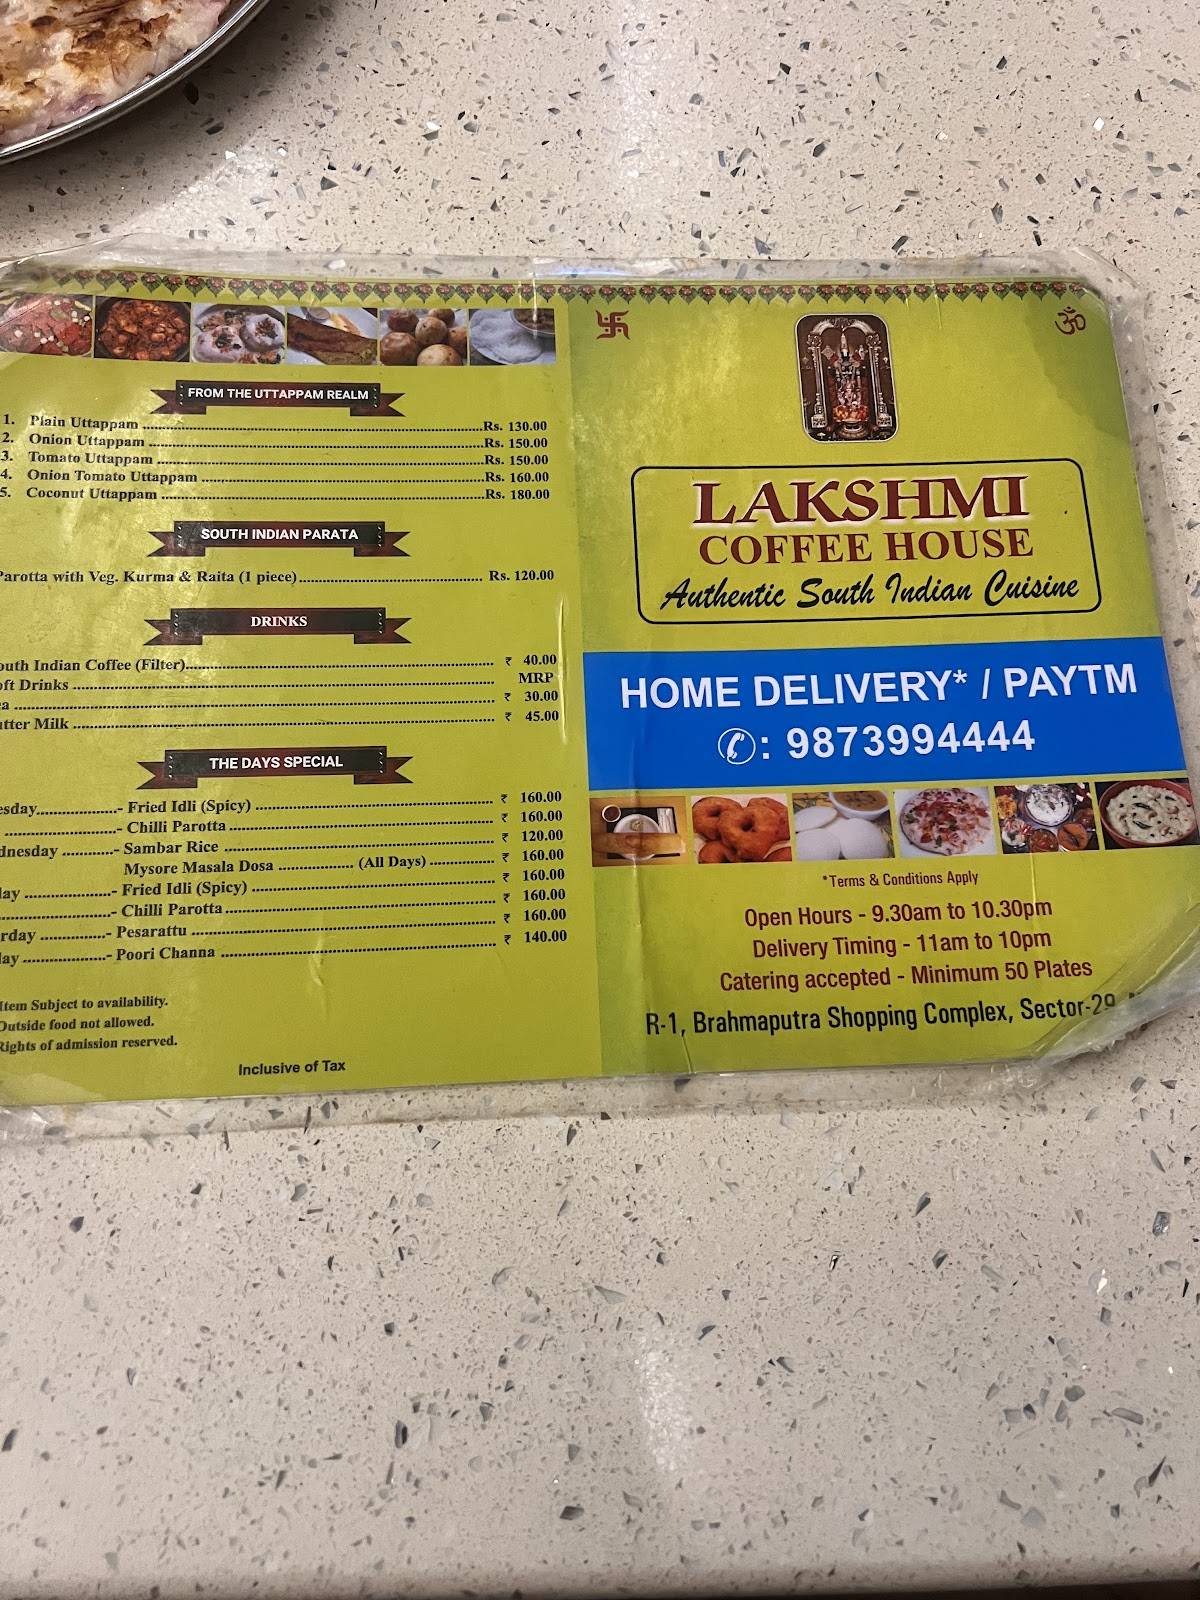 FROM THE UTTAPPAM REALM
1. Plain Uttappam ..... Rs. 130.00
2. Onion Uttappam ..... Rs. 150.00
3. Tomato Uttappam ..... Rs. 150.00
4. Onion Tomato Uttappam ..... Rs. 160.00
5. Coconut Uttappam ..... Rs. 180.00
SOUTH INDIAN PARATA
Parotta with Veg. Kurma & Raita (1 piece) ..... Rs. 120.00
DRINKS
outh Indian Coffee (Filter) ..... ₹ 40.00
oft Drinks ..... MRP
a ..... ₹ 30.00
utter Milk ..... ₹ 45.00
THE DAYS SPECIAL
esday ..... - Fried Idli (Spicy) ..... ₹ 160.00
..... - Chilli Parotta ..... ₹ 160.00
dnesday ..... - Sambar Rice ..... ₹ 120.00
Mysore Masala Dosa ..... (All Days) ..... ₹ 160.00
day ..... - Fried Idli (Spicy) ..... ₹ 160.00
..... - Chilli Parotta ..... ₹ 160.00
rday ..... - Pesarattu ..... ₹ 160.00
day ..... - Poori Channa ..... ₹ 140.00
Item Subject to availability.
Outside food not allowed.
Rights of admission reserved.
Inclusive of Tax
ॐ
LAKSHMI
COFFEE HOUSE
Authentic South Indian Cuisine
HOME DELIVERY* / PAYTM
✆: 9873994444
*Terms & Conditions Apply
Open Hours - 9.30am to 10.30pm
Delivery Timing - 11am to 10pm
Catering accepted - Minimum 50 Plates
R-1, Brahmaputra Shopping Complex, Sector-29